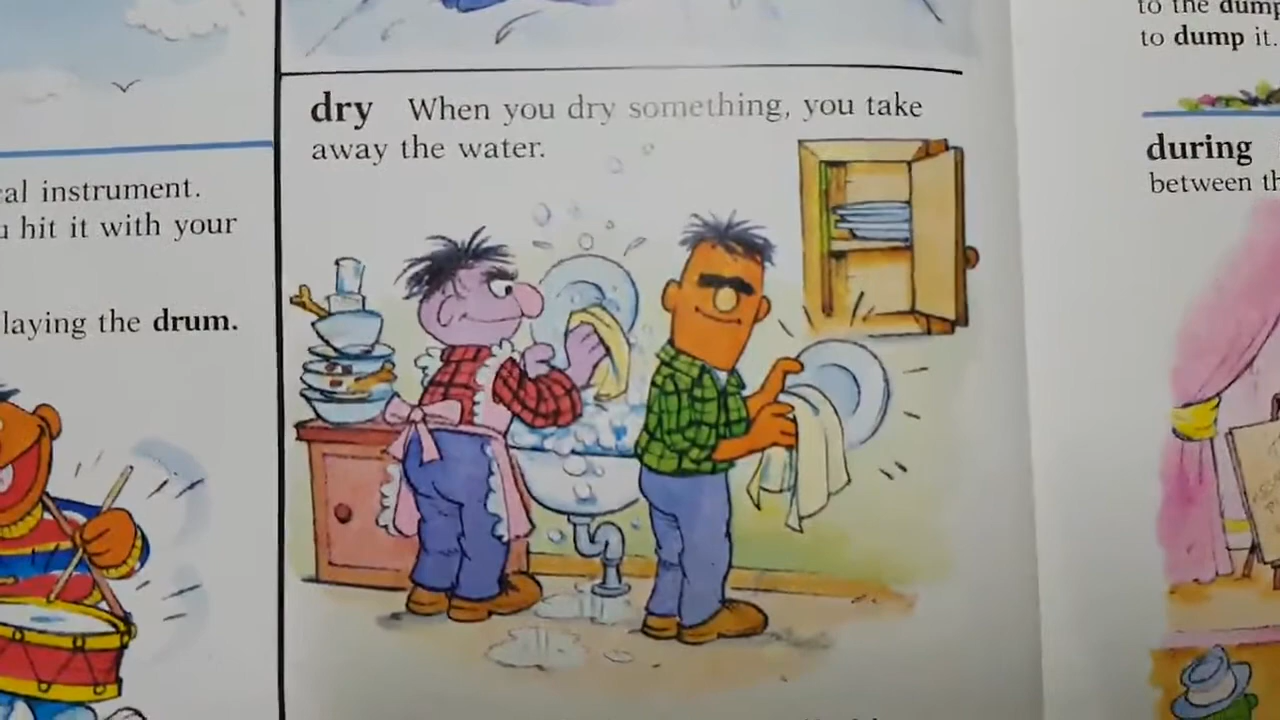 cal instrument.
hit it with your
laying the drum.
dry When you dry something, you take
away the water.
to the dump
to dump it.
during
between